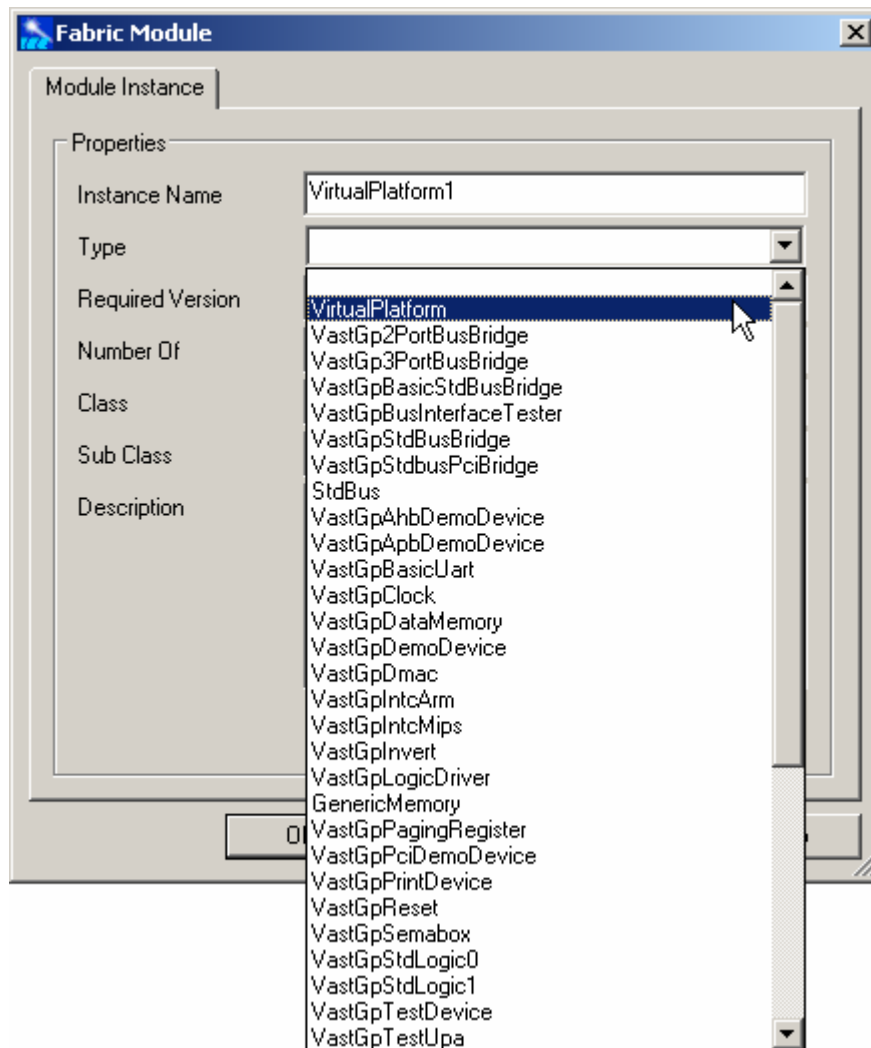 Fabric Module
Module Instance
Properties
Instance Name
VirtualPlatform1
Type
Required Version
Number Of
Class
Sub Class
Description
VirtualPlatform
VastGp2PortBusBridge
VastGp3PortBusBridge
VastGpBasicStdBusBridge
VastGpBusInterfaceTester
VastGpStdBusBridge
VastGpStdbusPciBridge
StdBus
VastGpAhbDemoDevice
VastGpApbDemoDevice
VastGpBasicUart
VastGpClock
VastGpDataMemory
VastGpDemoDevice
VastGpDmac
VastGpIntcArm
VastGpIntcMips
VastGpInvert
VastGpLogicDriver
GenericMemory
VastGpPagingRegister
VastGpPciDemoDevice
VastGpPrintDevice
VastGpReset
VastGpSemabox
VastGpStdLogic0
VastGpStdLogic1
VastGpTestDevice
VastGpTestUpa